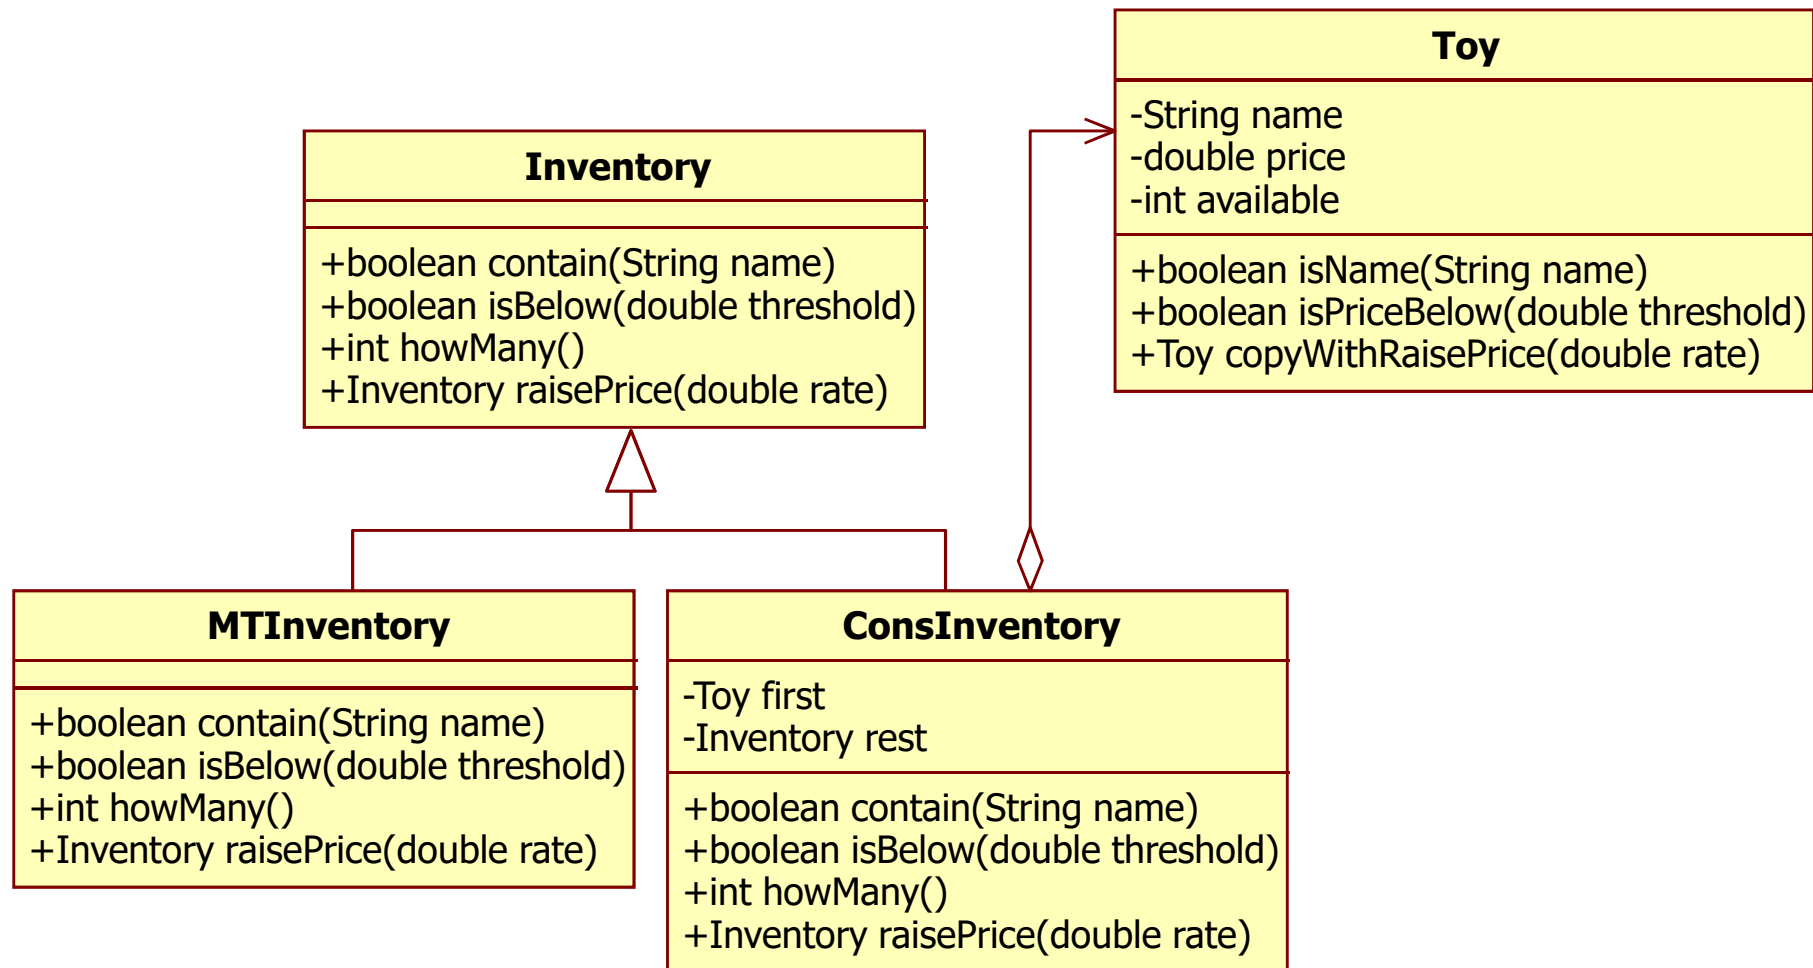 Toy
-String name
-double price
-int available
+boolean isName(String name)
+boolean isPriceBelow(double threshold)
+Toy copyWithRaisePrice(double rate)
Inventory
+boolean contain(String name)
+boolean isBelow(double threshold)
+int howMany()
+Inventory raisePrice(double rate)
MTInventory
+boolean contain(String name)
+boolean isBelow(double threshold)
+int howMany()
+Inventory raisePrice(double rate)
ConsInventory
-Toy first
-Inventory rest
+boolean contain(String name)
+boolean isBelow(double threshold)
+int howMany()
+Inventory raisePrice(double rate)